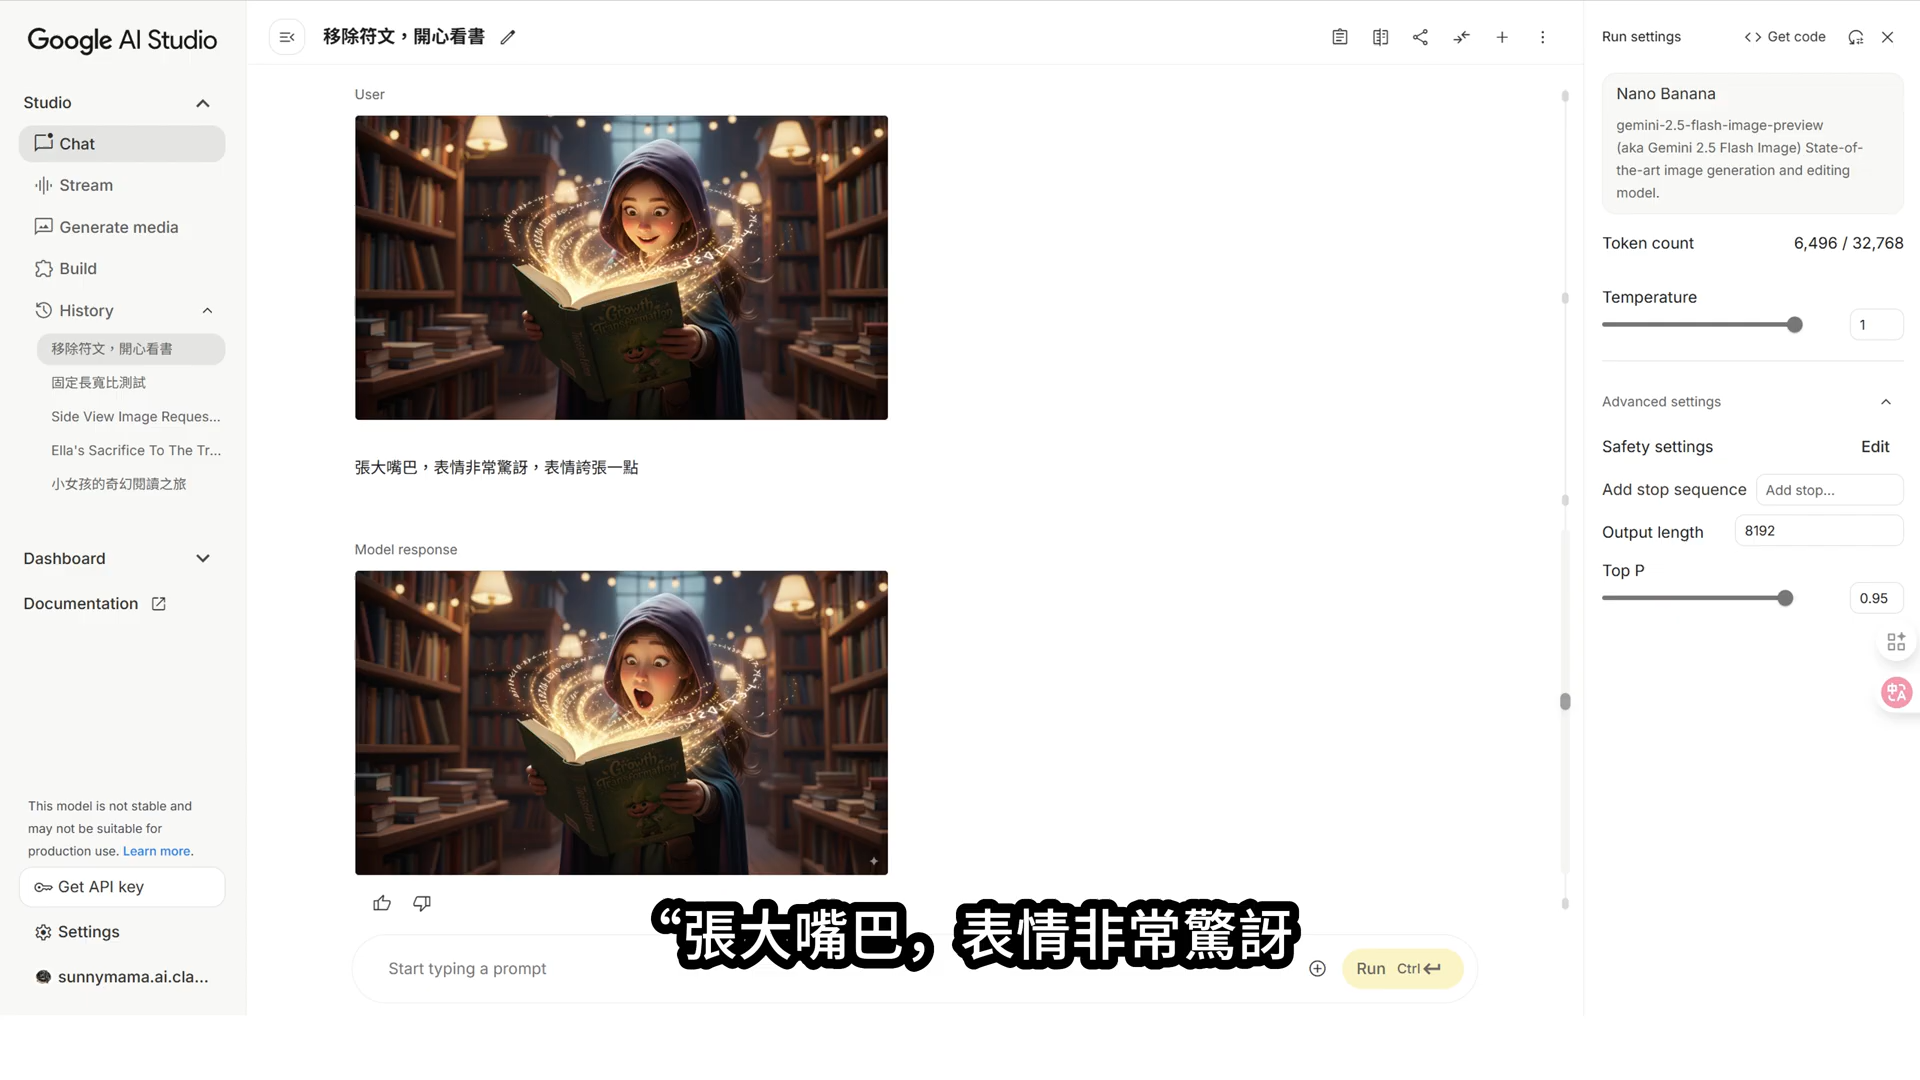 Google AI Studio
Studio
Chat
Stream
Generate media
Build
History
移除符文，開心看書
固定長寬比測試
Side View Image Reques...
Ella's Sacrifice To The Tr...
小女孩的奇幻閱讀之旅
Dashboard
Documentation
This model is not stable and
may not be suitable for
production use. Learn more.
Get API key
Settings
sunnymama.ai.cla...
移除符文，開心看書
User
Growth
Transformation
張大嘴巴，表情非常驚訝，表情誇張一點
Model response
Growth
Transformation
“張大嘴巴，表情非常驚訝
Start typing a prompt
Run Ctrl
Run settings
Get code
Nano Banana
gemini-2.5-flash-image-preview
(aka Gemini 2.5 Flash Image) State-of-
the-art image generation and editing
model.
Token count 6,496 / 32,768
Temperature
1
Advanced settings
Safety settings Edit
Add stop sequence Add stop...
Output length 8192
Top P
0.95
中A